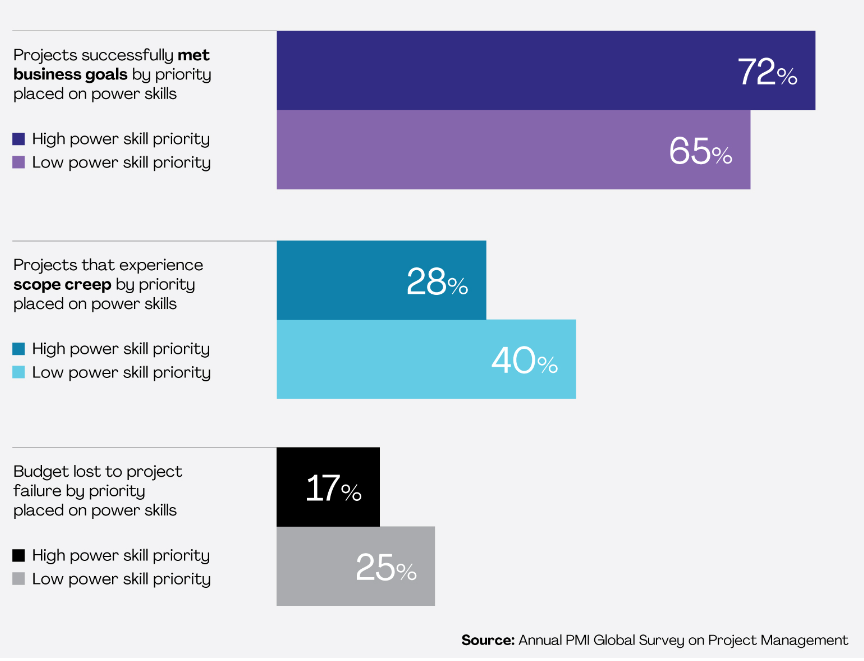 Projects successfully met
business goals by priority
placed on power skills
High power skill priority
Low power skill priority
72%
65%
Projects that experience
scope creep by priority
placed on power skills
High power skill priority
Low power skill priority
28%
40%
Budget lost to project
failure by priority
placed on power skills
High power skill priority
Low power skill priority
17%
25%
Source: Annual PMI Global Survey on Project Management